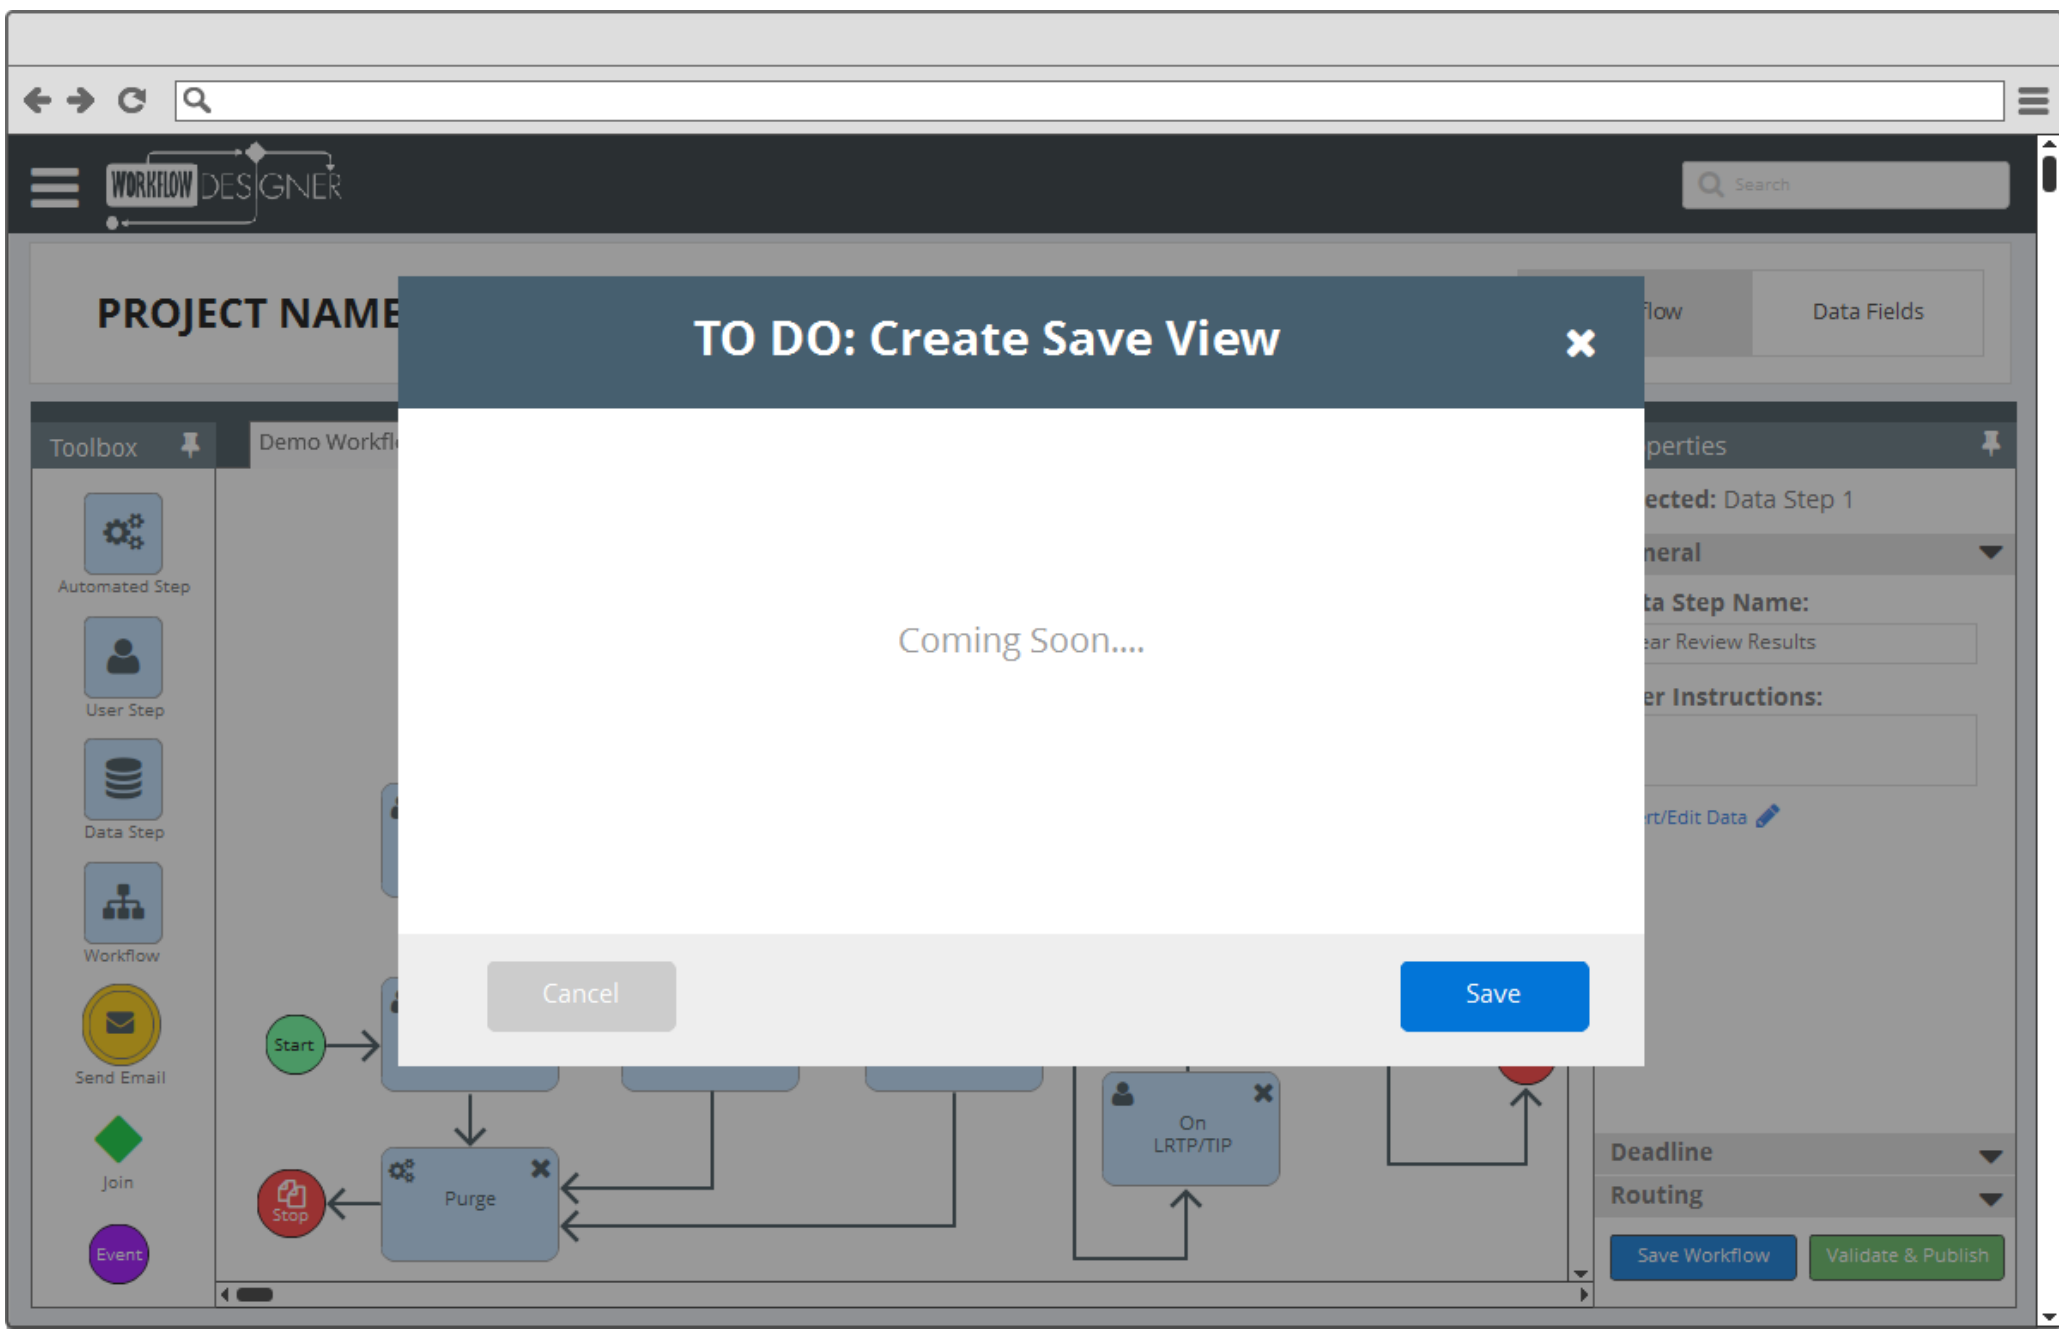 WORKFLOW DESIGNER
Search
PROJECT NAME
TO DO: Create Save View
flow
Data Fields
Toolbox
Demo Workfl
perties
ected: Data Step 1
neral
ta Step Name:
ear Review Results
er Instructions:
rt/Edit Data
Coming Soon....
Cancel
Save
Automated Step
User Step
Data Step
Workflow
Send Email
Join
Event
Start
Stop
Purge
On
LRTP/TIP
Deadline
Routing
Save Workflow
Validate & Publish